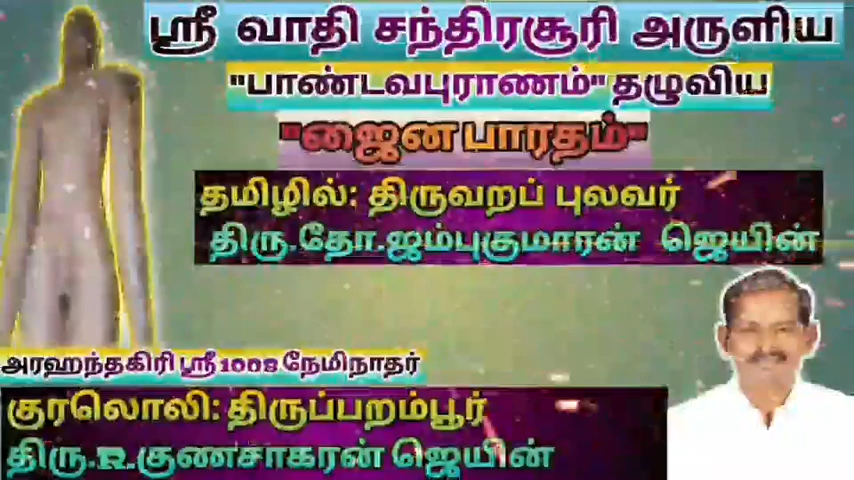 ஸ்ரீ வாதி சந்திரசூரி அருளிய
"பாண்டவபுராணம்" தழுவிய
"ஜைன பாரதம்"
தமிழில்: திருவறப் புலவர்
திரு.தோ.ஜம்புகுமாரன் ஜெயின்
அரஹந்தகிரி ஸ்ரீ 1008 நேமிநாதர்
குரலொலி: திருப்பறம்பூர்
திரு.R.குணசாகரன் ஜெயின்